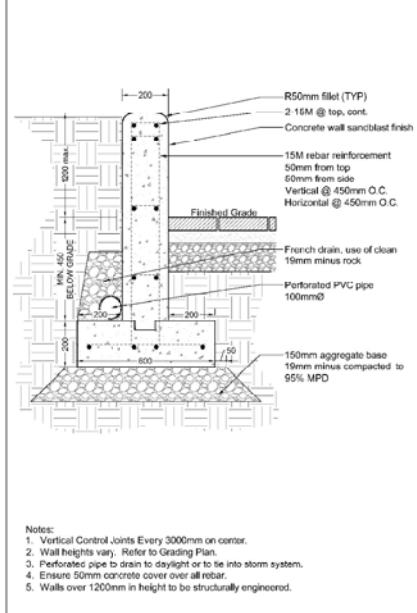 200
R50mm fillet (TYP)
2-15M @ top, cont.
Concrete wall sandblast finish
15M rebar reinforcement
50mm from top
50mm from side
Vertical @ 450mm O.C.
Horizontal @ 450mm O.C.
1200 max.
Finished Grade
French drain, use of clean
19mm minus rock
MIN. 450
BELOW GRADE
Perforated PVC pipe
100mmØ
200
200
200
600
50
150mm aggregate base
19mm minus compacted to
95% MPD
Notes:
1. Vertical Control Joints Every 3000mm on center.
2. Wall heights vary. Refer to Grading Plan.
3. Perforated pipe to drain to daylight or to tie into storm system.
4. Ensure 50mm concrete cover over all rebar.
5. Walls over 1200mm in height to be structurally engineered.